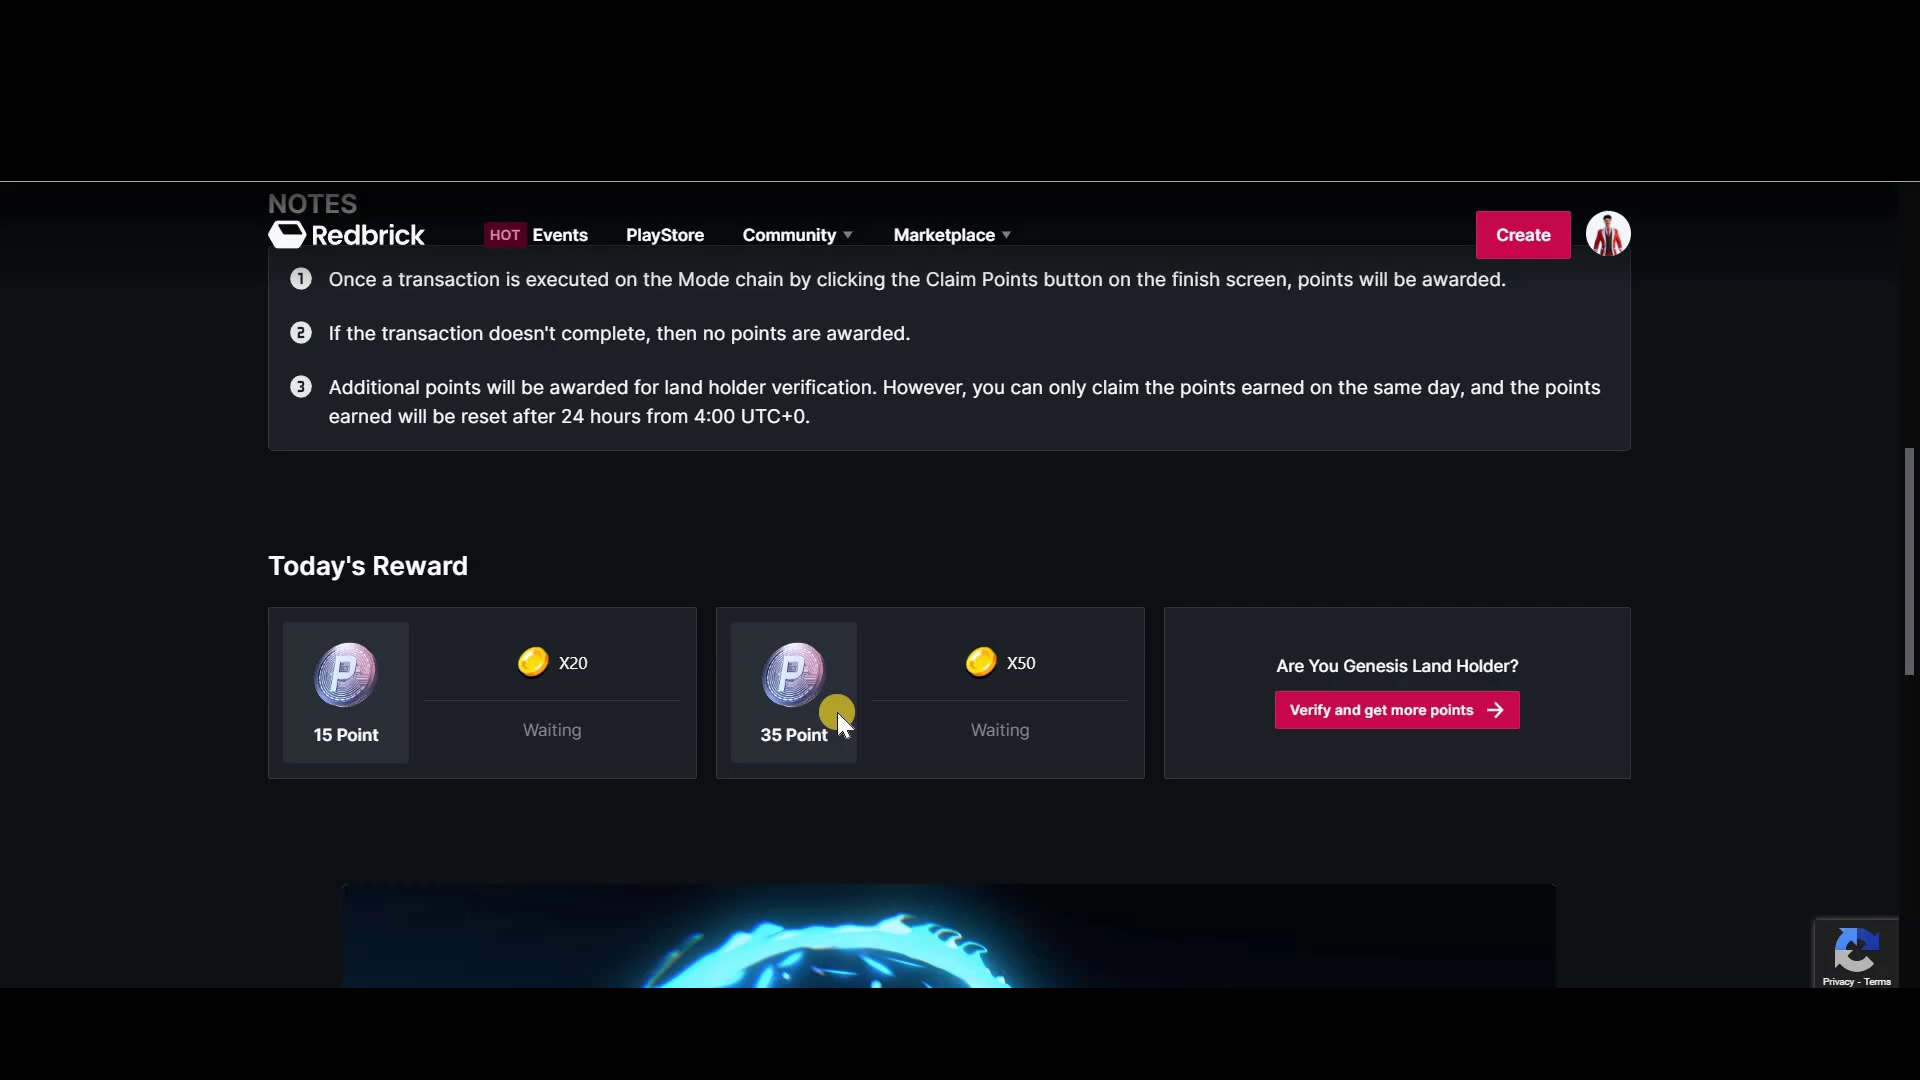 NOTES
Redbrick
HOT Events PlayStore Community Marketplace Create
1 Once a transaction is executed on the Mode chain by clicking the Claim Points button on the finish screen, points will be awarded.
2 If the transaction doesn't complete, then no points are awarded.
3 Additional points will be awarded for land holder verification. However, you can only claim the points earned on the same day, and the points
earned will be reset after 24 hours from 4:00 UTC+0.
Today's Reward
P
15 Point
X20
Waiting
P
35 Point
X50
Waiting
Are You Genesis Land Holder?
Verify and get more points
Privacy - Terms